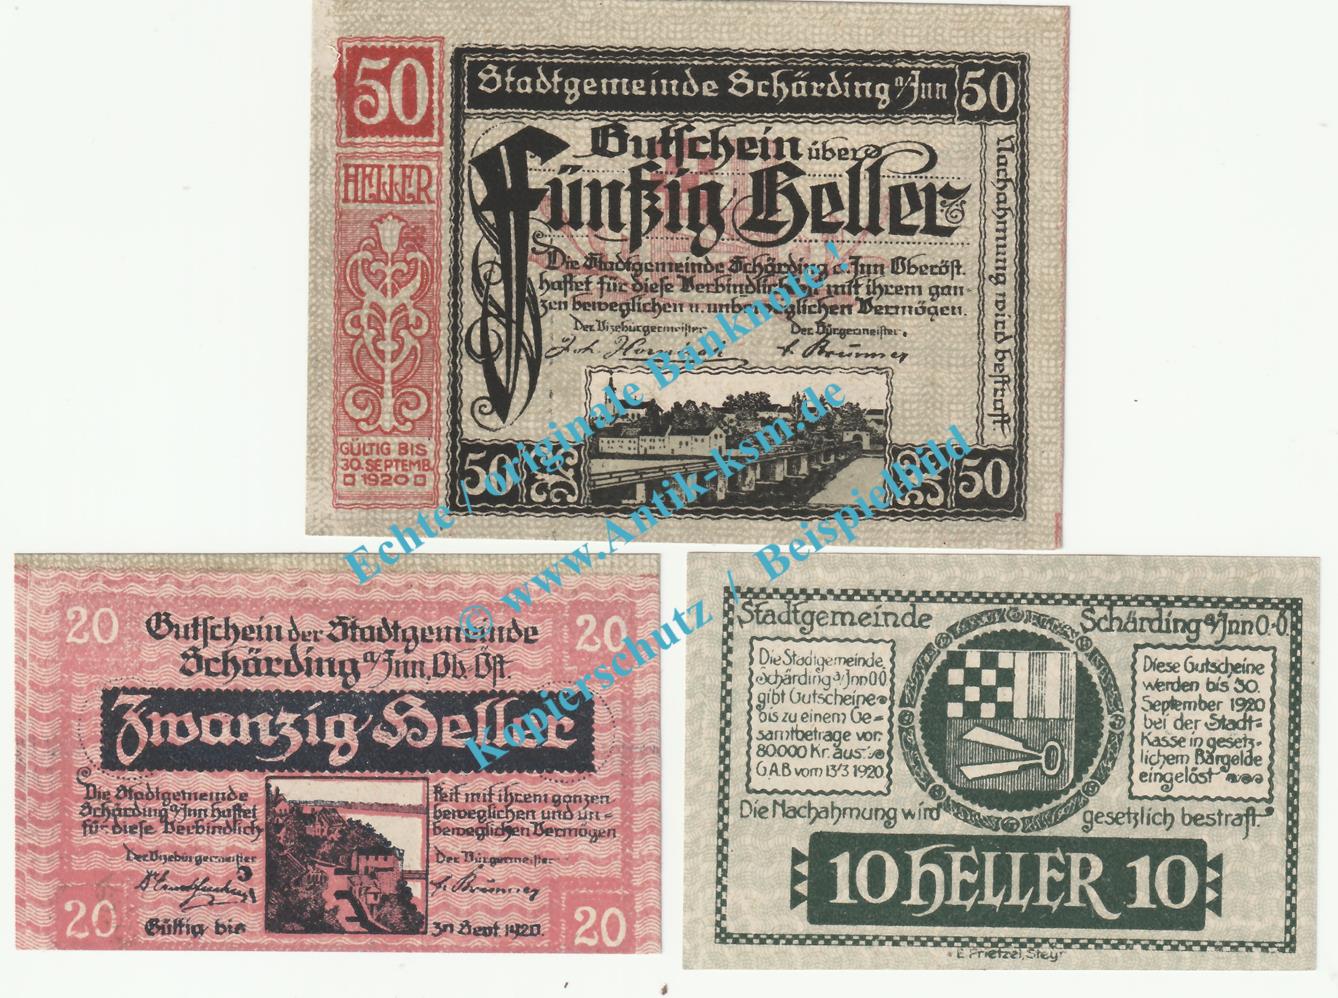 50
HELLER
GÜLTIG BIS
30. SEPTEMB.
1920
Stadtgemeinde Schärding a/Inn 50
Gutschein über
Fünfzig Heller
Die Stadtgemeinde Schärding a. Inn Oberöst.
haftet für diese Verbindlichkeit mit ihrem gan-
zen beweglichen u. unbeweglichen Vermögen.
Der Vizebürgermeister Der Bürgermeister.
Nachahmung wird bestraft
50 50
20 20
Gutschein der Stadtgemeinde
Schärding a/Inn, Ob. Öst.
Zwanzig Heller
Die Stadtgemeinde
Schärding a/Inn haftet
für diese Verbindlich
keit mit ihrem ganzen
beweglichen und un-
beweglichen Vermögen
Der Vizebürgermeister Der Bürgermeister
20 Gültig bis 30 Sept 1920. 20
Stadtgemeinde Schärding a/Inn O.-Ö.
Die Stadtgemeinde
Schärding a/Inn O.Ö.
gibt Gutscheine
bis zu einem Ge-
samtbetrage von
80.000 Kr. aus.
G.A.B vom 13/3 1920
Diese Gutscheine
werden bis 30.
September 1920
bei der Stadt-
Kasse in gesetz-
lichem Bargelde
eingelöst
Die Nachahmung wird gesetzlich bestraft.
10 HELLER 10
E. Prietzel, Steyr
Echte / originale Banknote !
© www.Antik-ksm.de
Kopierschutz / Beispielbild